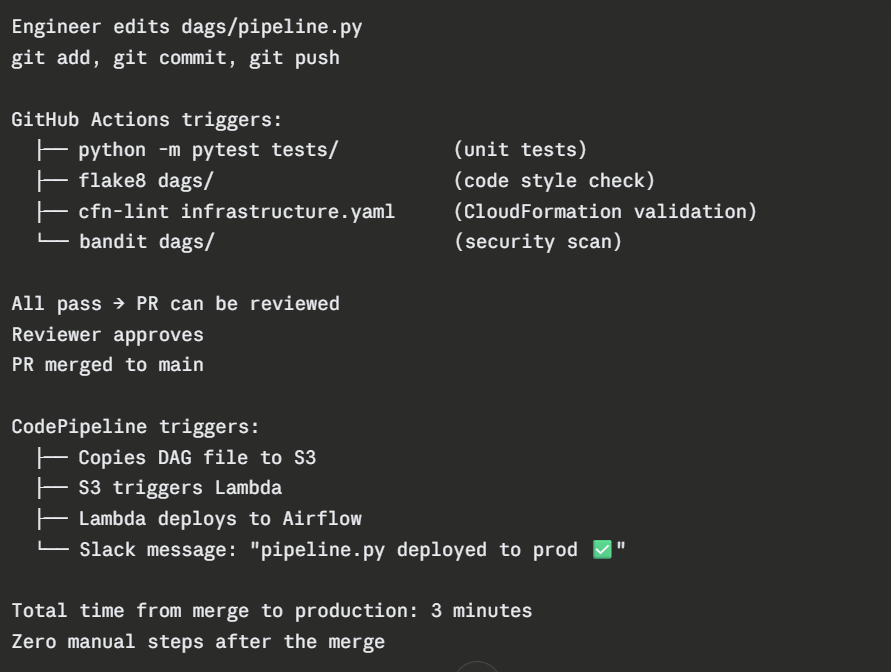 Engineer edits dags/pipeline.py
git add, git commit, git push
GitHub Actions triggers:
├── python -m pytest tests/ (unit tests)
├── flake8 dags/ (code style check)
├── cfn-lint infrastructure.yaml (CloudFormation validation)
└── bandit dags/ (security scan)
All pass → PR can be reviewed
Reviewer approves
PR merged to main
CodePipeline triggers:
├── Copies DAG file to S3
├── S3 triggers Lambda
├── Lambda deploys to Airflow
└── Slack message: "pipeline.py deployed to prod ✅"
Total time from merge to production: 3 minutes
Zero manual steps after the merge